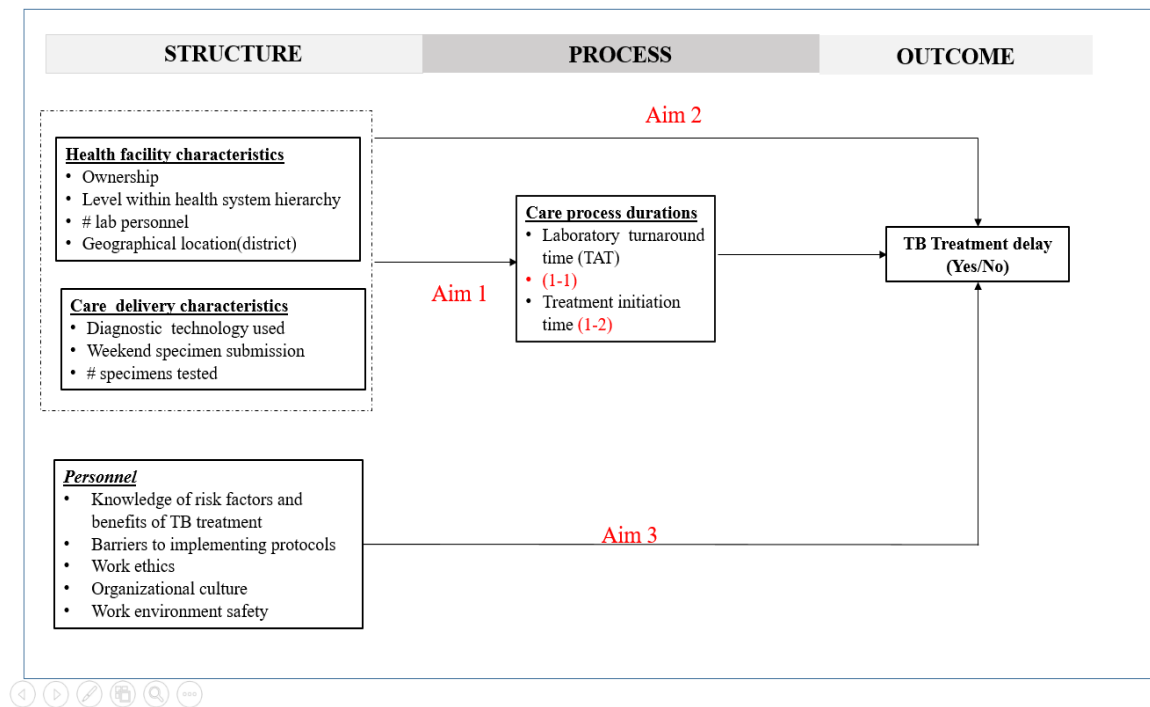 STRUCTURE
PROCESS
OUTCOME
Aim 2
Health facility characteristics
• Ownership
• Level within health system hierarchy
• # lab personnel
• Geographical location(district)
Care process durations
• Laboratory turnaround
time (TAT)
• (1-1)
• Treatment initiation
time (1-2)
TB Treatment delay
(Yes/No)
Aim 1
Care delivery characteristics
• Diagnostic technology used
• Weekend specimen submission
• # specimens tested
Personnel
• Knowledge of risk factors and
benefits of TB treatment
• Barriers to implementing protocols
• Work ethics
• Organizational culture
• Work environment safety
Aim 3